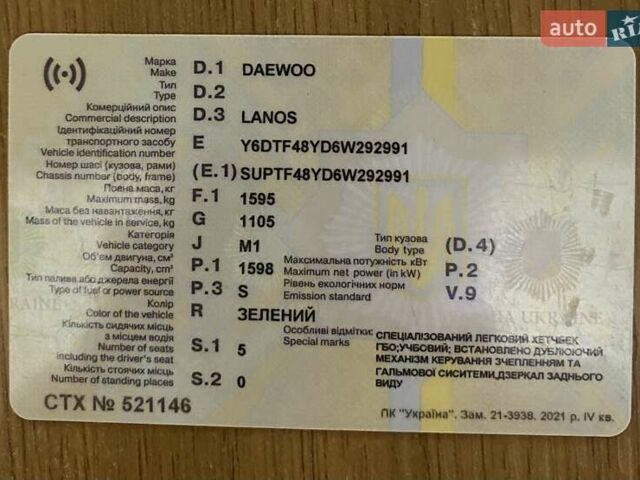 auto RIA
Марка
Make D.1 DAEWOO
Тип
Type D.2
Комерційний опис
Commercial description D.3 LANOS
Ідентифікаційний номер
транспортного засобу
Vehicle identification number E Y6DTF48YD6W292991
Номер шасі (кузова, рами)
Chassis number (body, frame) (E.1) SUPTF48YD6W292991
Повна маса, кг
Maximum mass, kg F.1 1595
Маса без навантаження, кг
Mass of the vehicle in service, kg G 1105
Категорія
Vehicle category J M1
Тип кузова
Body type (D.4)
Об'єм двигуна, см³
Capacity, cm³ P.1 1598
Максимальна потужність кВт
Maximum net power (in kW) P.2
Тип палива або джерела енергії
Type of fuel or power source P.3 S
Рівень екологічних норм
Emission standard V.9
Колір
Color of the vehicle R ЗЕЛЕНИЙ
Кількість сидячих місць
з місцем водія
Number of seats
including the driver's seat S.1 5
Кількість стоячих місць
Number of standing places S.2 0
Особливі відмітки:
Special marks
СПЕЦІАЛІЗОВАНИЙ ЛЕГКОВИЙ ХЕТЧБЕК
ГБО;УЧБОВИЙ; ВСТАНОВЛЕНО ДУБЛЮЮЧИЙ
МЕХАНІЗМ КЕРУВАННЯ ЗЧЕПЛЕННЯМ ТА
ГАЛЬМОВОЇ СИСИТЕМИ,ДЗЕРКАЛ ЗАДНЬОГО
ВИДУ
СТХ № 521146
ПК "Україна". Зам. 21-3938. 2021 р. IV кв.